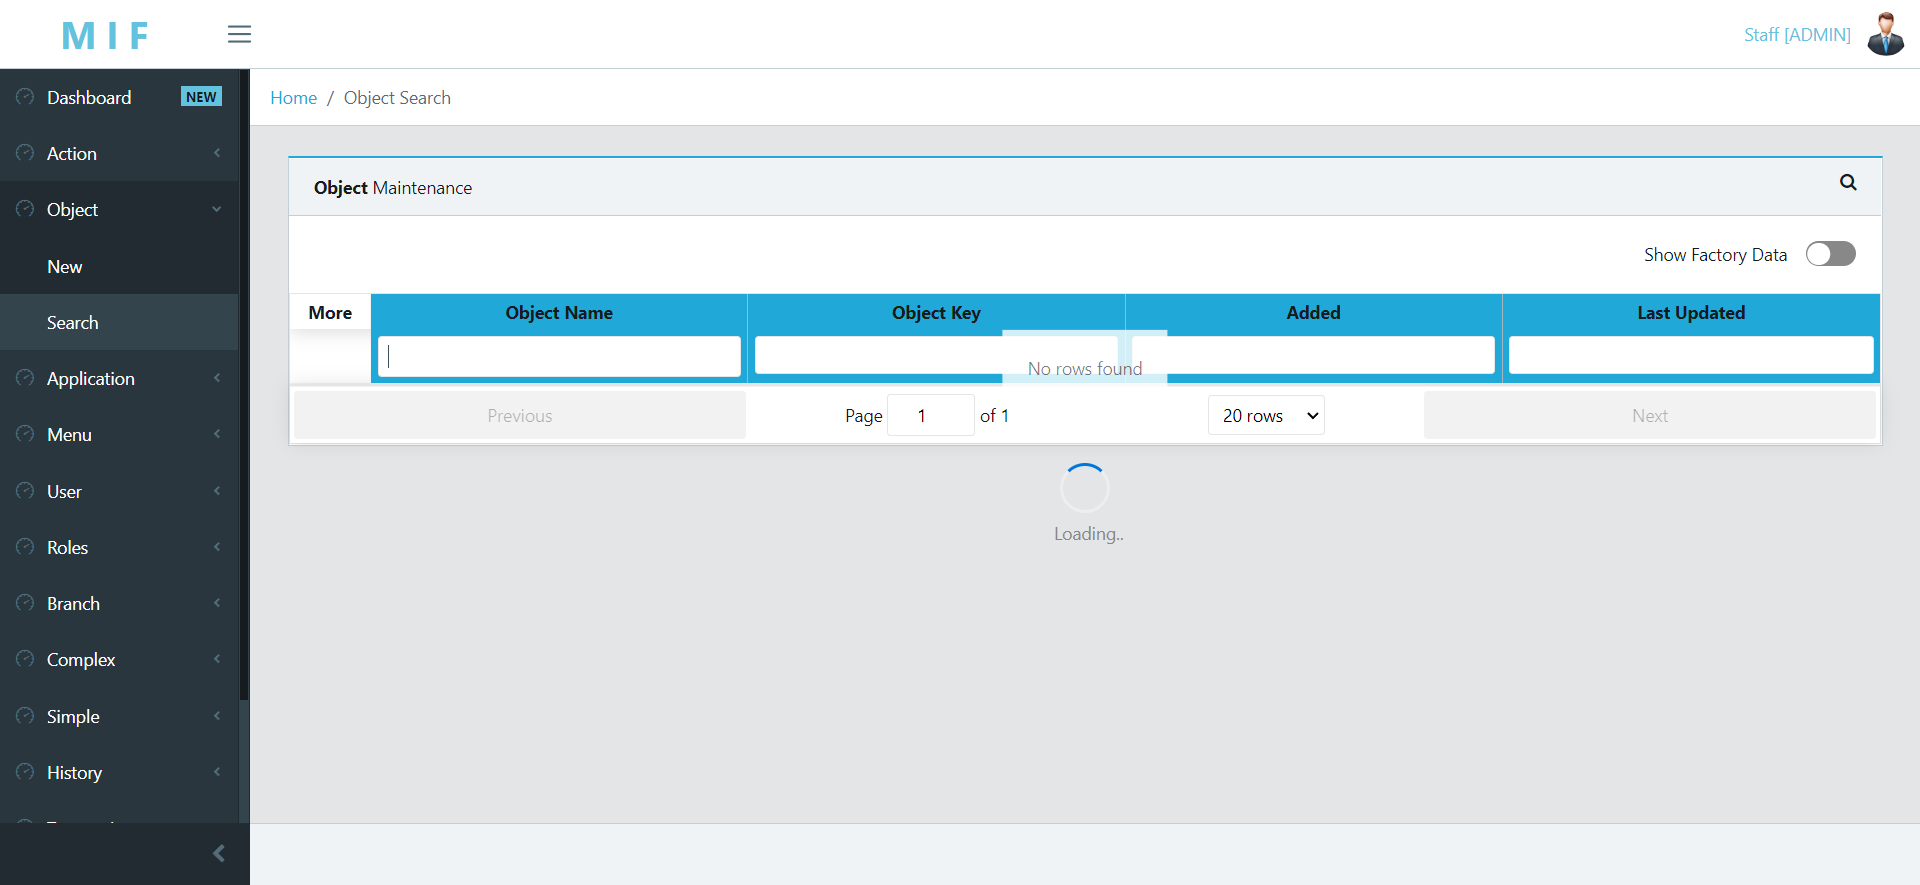 M I F
Staff [ADMIN]
Dashboard NEW
Action
Object
New
Search
Application
Menu
User
Roles
Branch
Complex
Simple
History
Home / Object Search
Object Maintenance
Show Factory Data
More Object Name Object Key Added Last Updated
No rows found
Previous Page 1 of 1 20 rows Next
Loading..